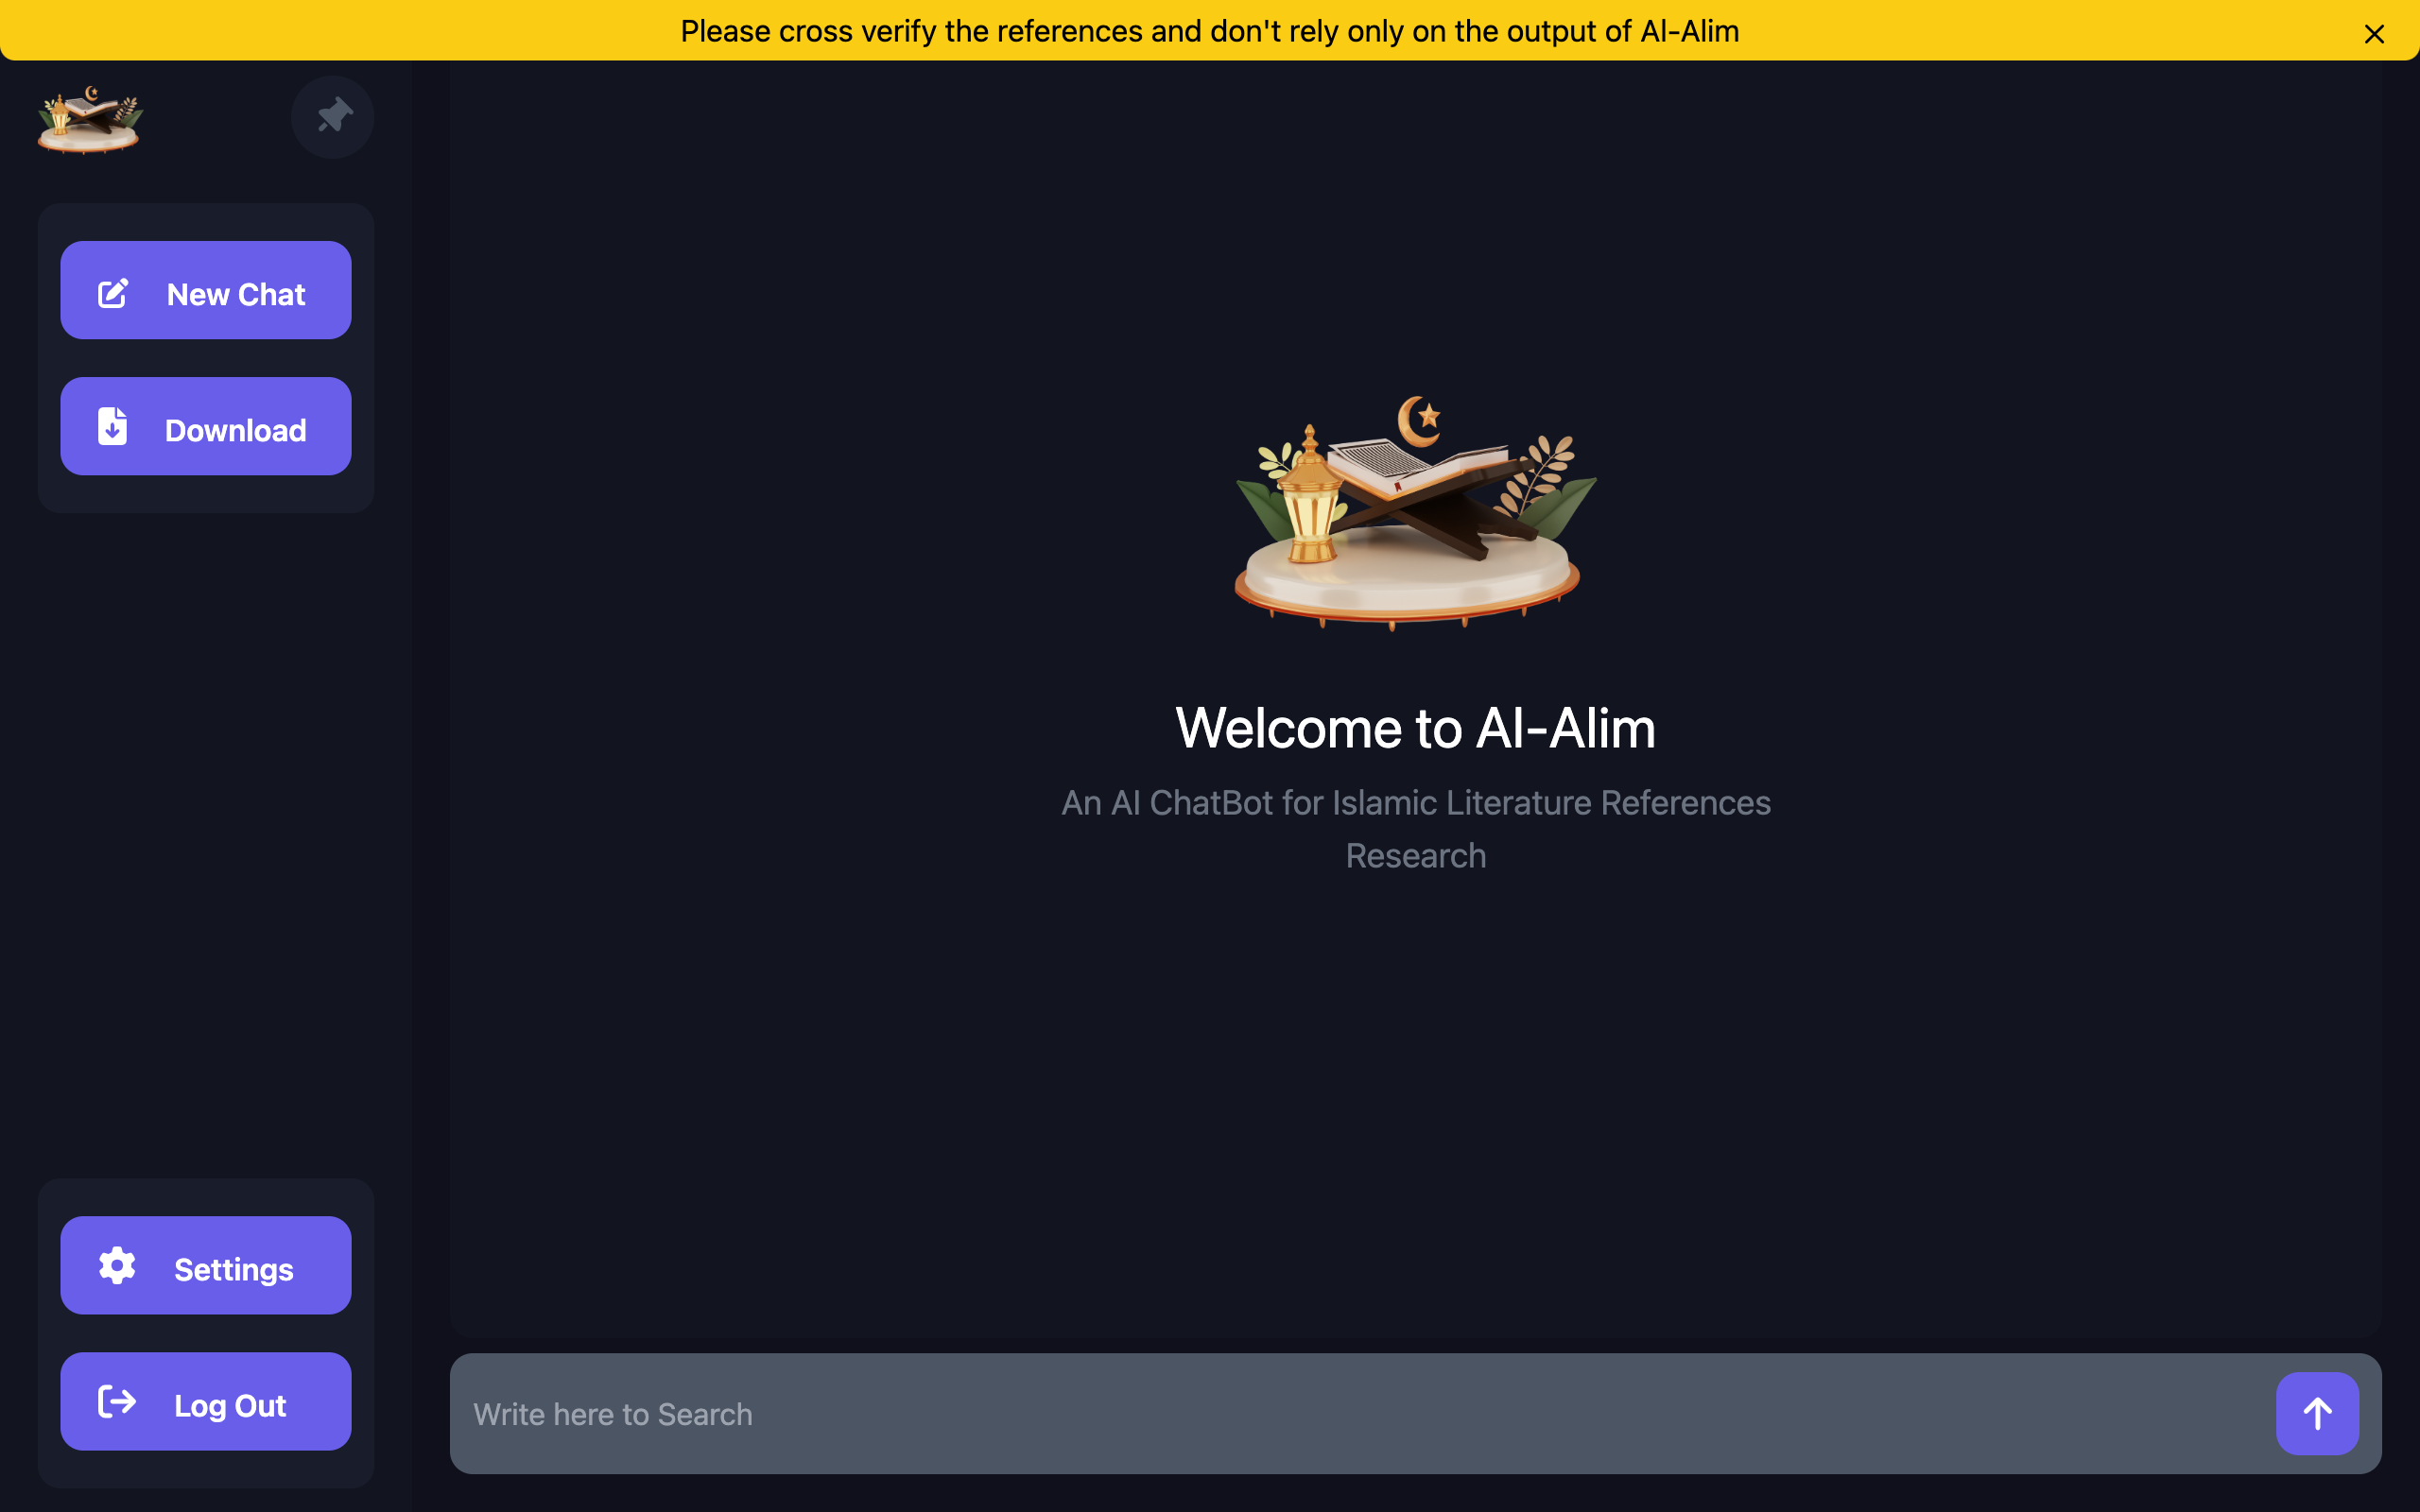 Please cross verify the references and don't rely only on the output of Al-Alim
New Chat
Download
Welcome to Al-Alim
An AI ChatBot for Islamic Literature References
Research
Settings
Log Out
Write here to Search